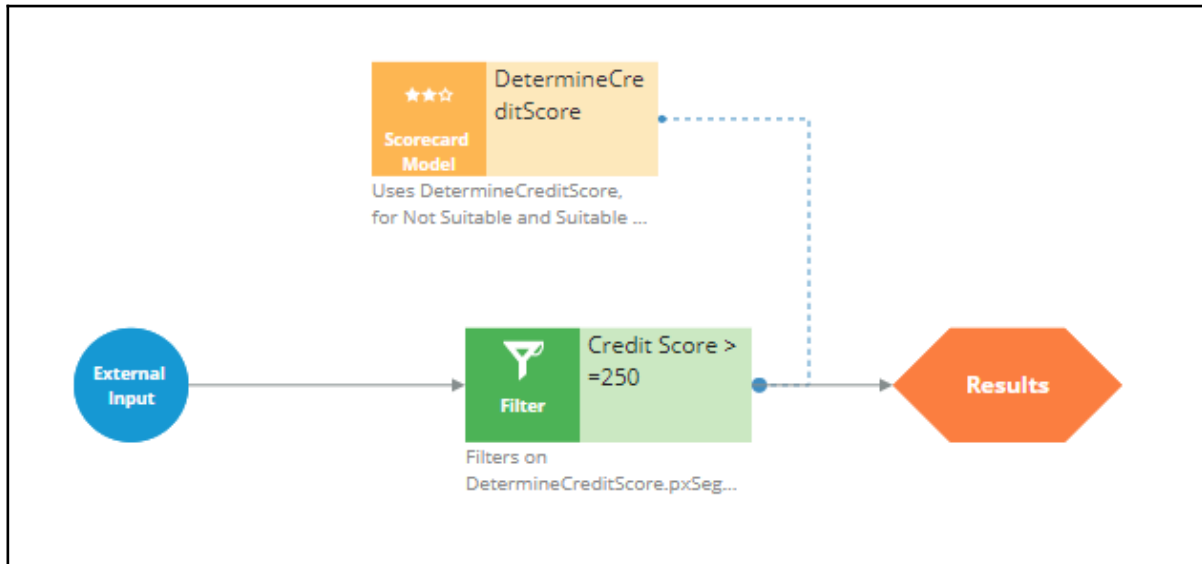 DetermineCre
ditScore
Scorecard
Model
Uses DetermineCreditScore,
for Not Suitable and Suitable ...
External
Input
Credit Score >
=250
Filter
Filters on
DetermineCreditScore.pxSeg...
Results